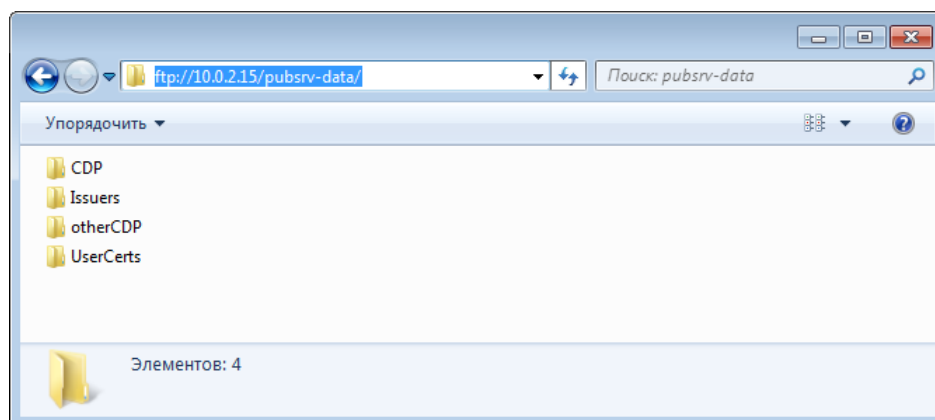 ftp://10.0.2.15/pubsrv-data/
Поиск: pubsrv-data
Упорядочить
CDP
Issuers
otherCDP
UserCerts
Элементов: 4